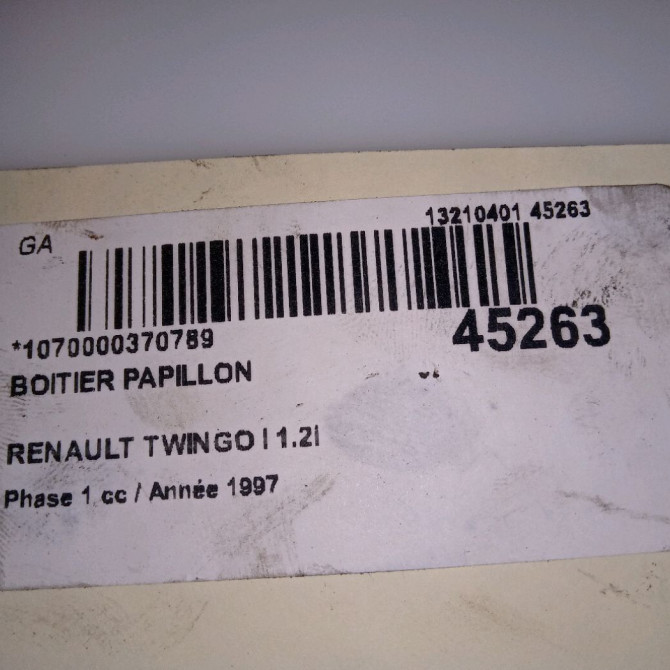 13210401 45263
GA
*1070000370789
45263
BOITIER PAPILLON
RENAULT TWINGO I 1.2I
Phase 1 cc / Année 1997